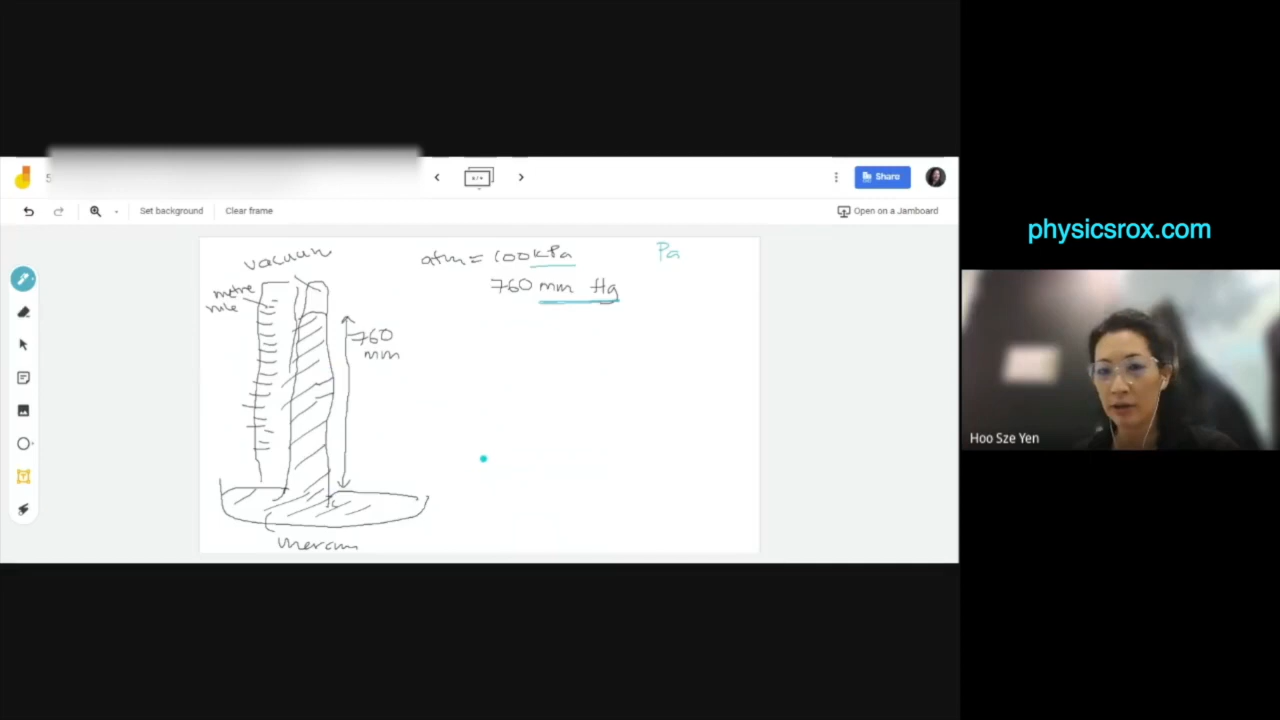 Share
Set background
Clear frame
Open on a Jamboard
vacuum
atm = 100kPa
Pa
760 mm Hg
metre
rule
760
mm
mercury
physicsrox.com
Hoo Sze Yen